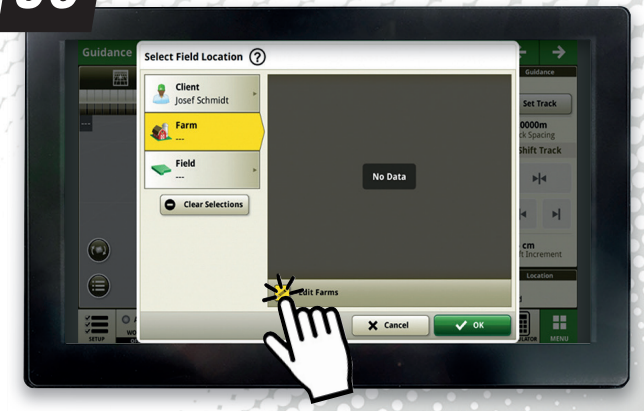 Guidance
Select Field Location ?
Client
Josef Schmidt
Farm
---
Field
---
Clear Selections
No Data
Edit Farms
Cancel
OK
Guidance
Set Track
0000m
ck Spacing
Shift Track
cm
ft Increment
Location
---
SETUP
MENU